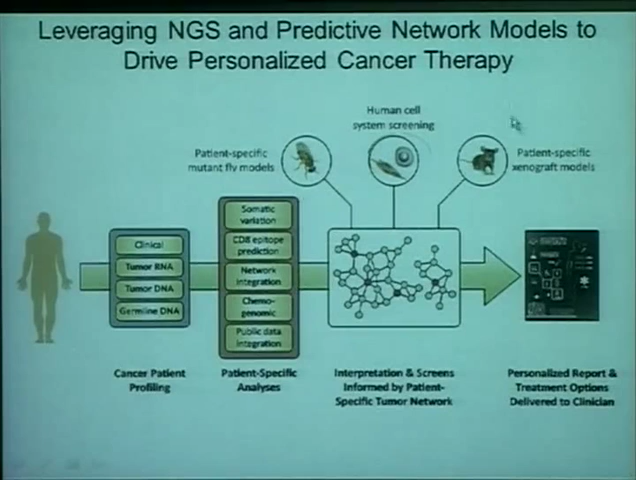 Leveraging NGS and Predictive Network Models to
Drive Personalized Cancer Therapy
Human cell
system screening
Patient-specific
mutant fly models
Patient-specific
xenograft models
Clinical
Tumor RNA
Tumor DNA
Germline DNA
Somatic
variation
CD8 epitope
prediction
Network
integration
Chemo-
genomic
Public data
integration
Cancer Patient
Profiling
Patient-Specific
Analyses
Interpretation & Screens
Informed by Patient-
Specific Tumor Network
Personalized Report &
Treatment Options
Delivered to Clinician